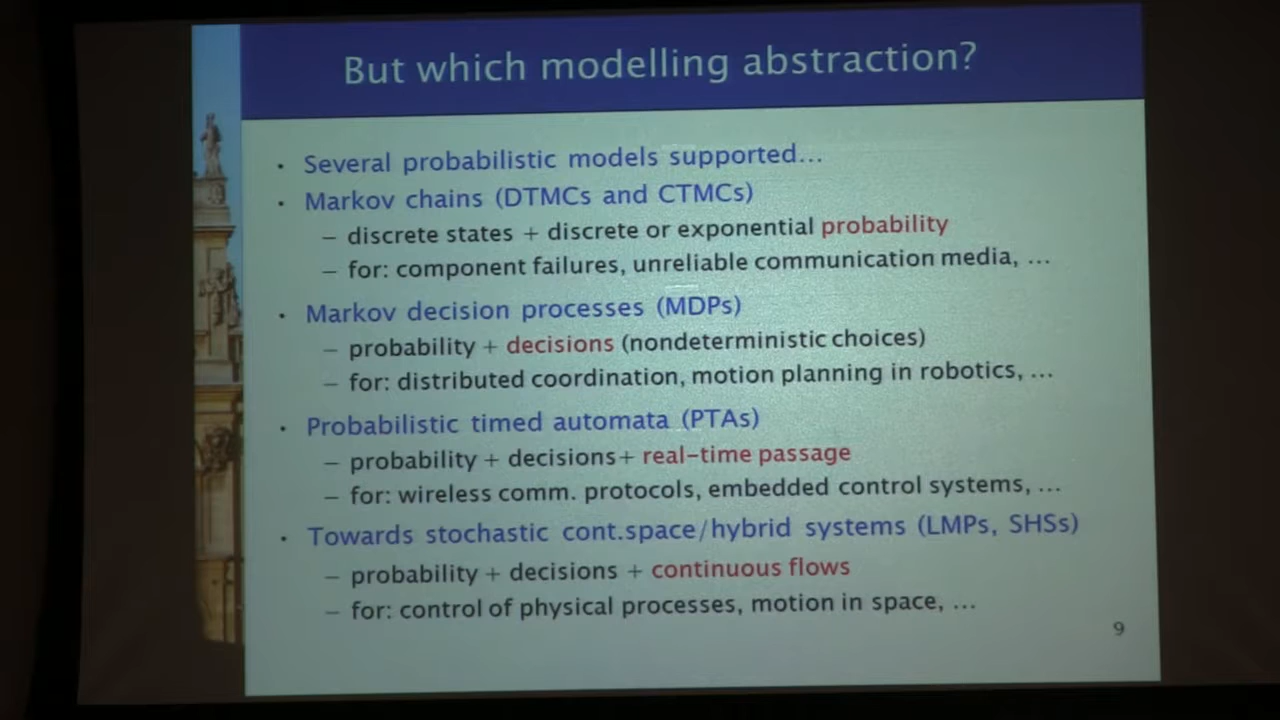 But which modelling abstraction?
· Several probabilistic models supported…
· Markov chains (DTMCs and CTMCs)
– discrete states + discrete or exponential probability
– for: component failures, unreliable communication media, …
· Markov decision processes (MDPs)
– probability + decisions (nondeterministic choices)
– for: distributed coordination, motion planning in robotics, …
· Probabilistic timed automata (PTAs)
– probability + decisions+ real-time passage
– for: wireless comm. protocols, embedded control systems, …
· Towards stochastic cont.space/hybrid systems (LMPs, SHSs)
– probability + decisions + continuous flows
– for: control of physical processes, motion in space, …
9